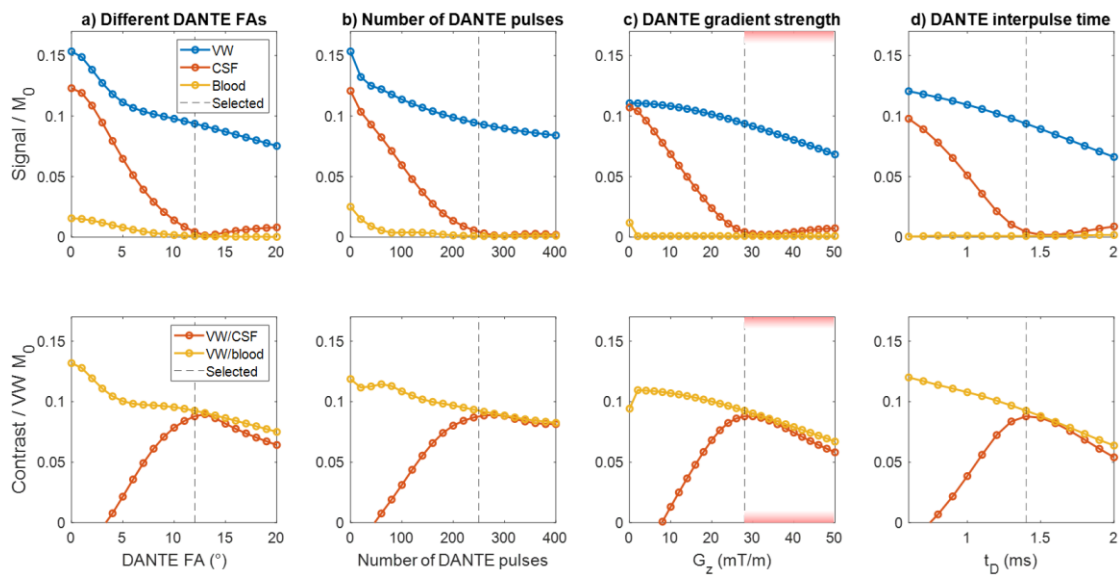 a) Different DANTE FAs
b) Number of DANTE pulses
c) DANTE gradient strength
d) DANTE interpulse time
Signal / M0
0.15
0.1
0.05
0
VW
CSF
Blood
Selected
0 5 10 15 20
0.15
0.1
0.05
0
0 100 200 300 400
0.15
0.1
0.05
0
0 10 20 30 40 50
0.15
0.1
0.05
0
1 1.5 2
Contrast / VW M0
0.15
0.1
0.05
0
VW/CSF
VW/blood
Selected
0 5 10 15 20
DANTE FA (°)
0.15
0.1
0.05
0
0 100 200 300 400
Number of DANTE pulses
0.15
0.1
0.05
0
0 10 20 30 40 50
Gz (mT/m)
0.15
0.1
0.05
0
1 1.5 2
tD (ms)